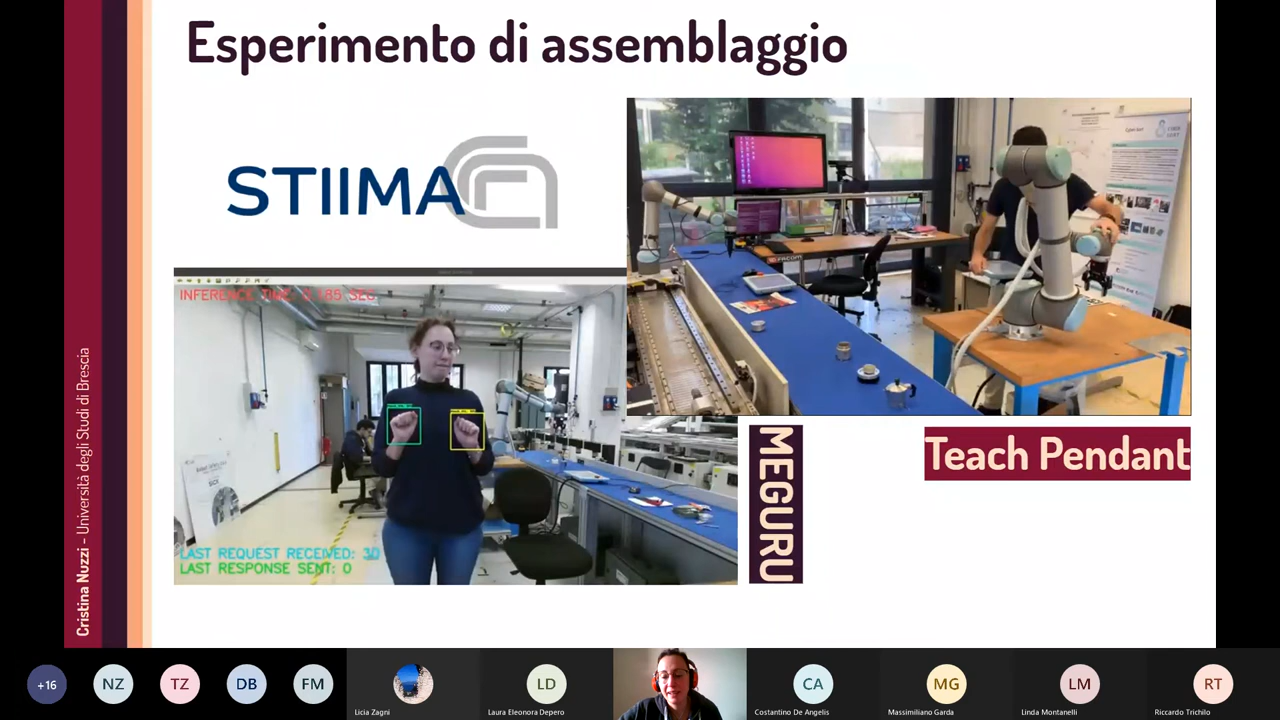 Esperimento di assemblaggio
STIIMA
INFERENCE TIME: 0.185 SEC
LAST REQUEST RECEIVED: 30
LAST RESPONSE SENT: 0
MEGURU
Teach Pendant
Cristina Nuzzi – Università degli Studi di Brescia
+16
NZ
TZ
DB
FM
Licia Zagni
LD
Laura Eleonora Depero
CA
Costantino De Angelis
MG
Massimiliano Garda
LM
Linda Montanelli
RT
Riccardo Trichilo